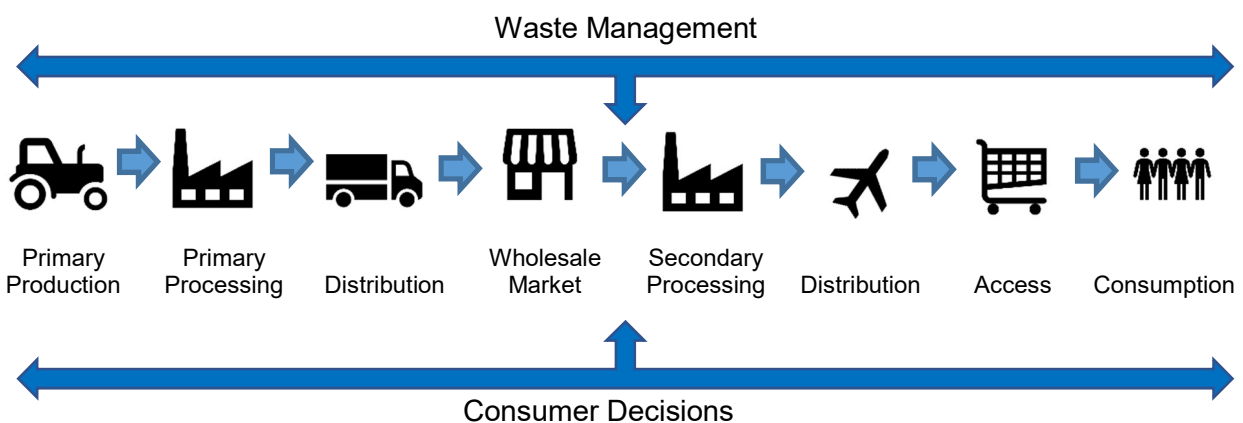 Waste Management
Primary
Production
Primary
Processing
Distribution
Wholesale
Market
Secondary
Processing
Distribution
Access
Consumption
Consumer Decisions